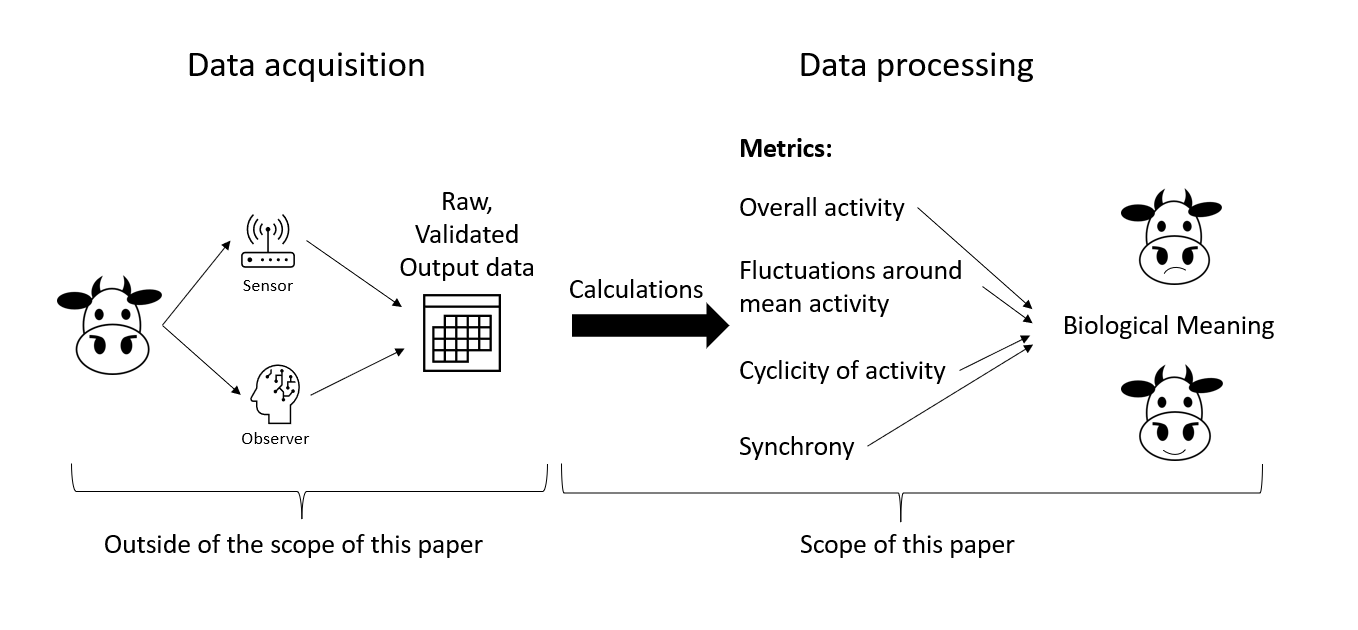 Data acquisition
Data processing
Metrics:
Raw,
Validated
Output data
Sensor
Observer
Calculations
Overall activity
Fluctuations around
mean activity
Cyclicity of activity
Synchrony
Biological Meaning
Outside of the scope of this paper
Scope of this paper